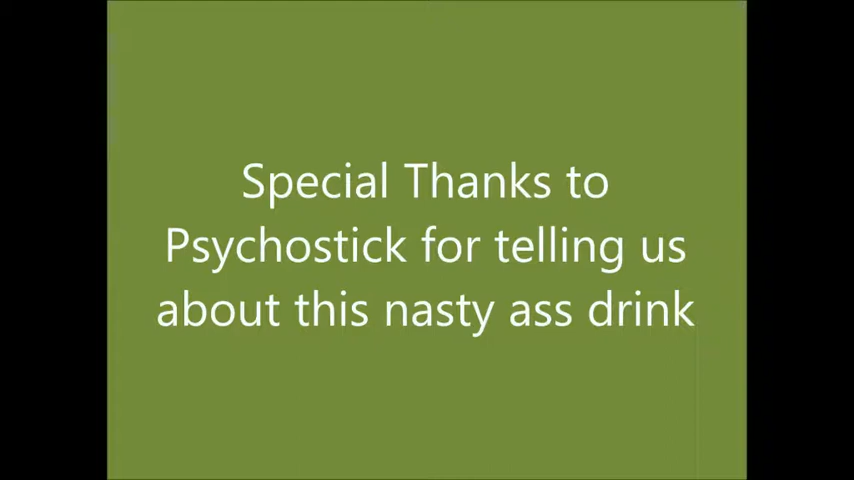 Special Thanks to
Psychostick for telling us
about this nasty ass drink